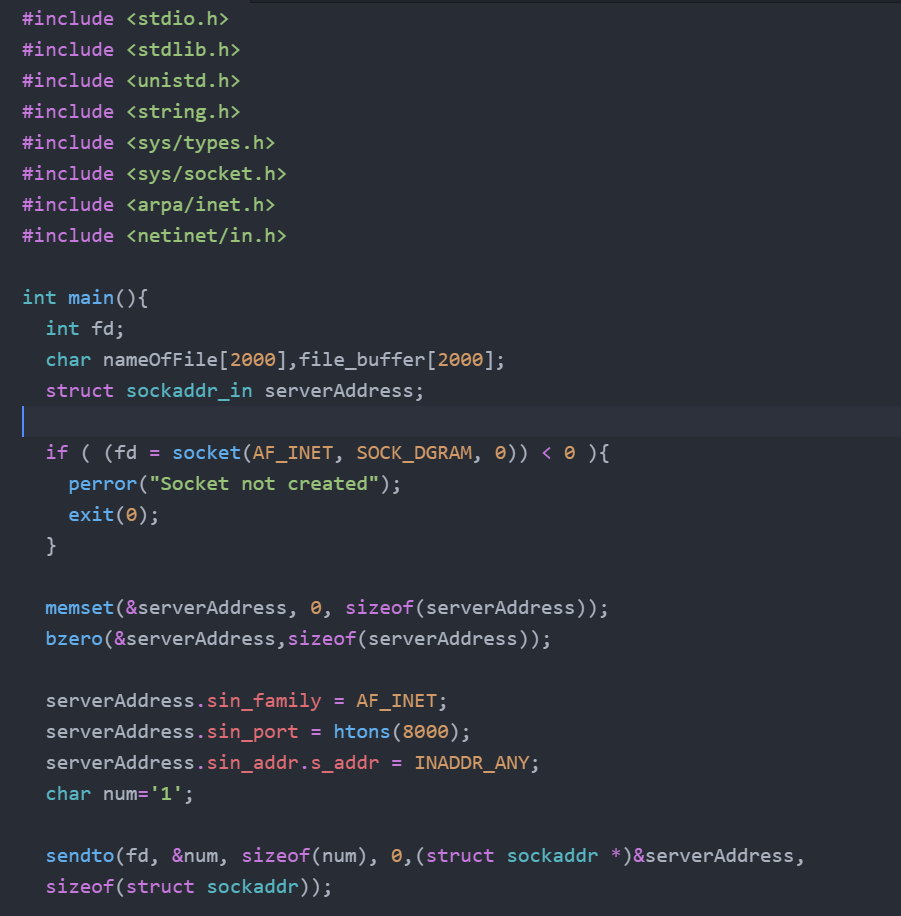 #include <stdio.h>
#include <stdlib.h>
#include <unistd.h>
#include <string.h>
#include <sys/types.h>
#include <sys/socket.h>
#include <arpa/inet.h>
#include <netinet/in.h>

int main(){
  int fd;
  char nameOfFile[2000],file_buffer[2000];
  struct sockaddr_in serverAddress;

  if ( (fd = socket(AF_INET, SOCK_DGRAM, 0)) < 0 ){
    perror("Socket not created");
    exit(0);
  }

  memset(&serverAddress, 0, sizeof(serverAddress));
  bzero(&serverAddress,sizeof(serverAddress));

  serverAddress.sin_family = AF_INET;
  serverAddress.sin_port = htons(8000);
  serverAddress.sin_addr.s_addr = INADDR_ANY;
  char num='1';

  sendto(fd, &num, sizeof(num), 0,(struct sockaddr *)&serverAddress,
  sizeof(struct sockaddr));